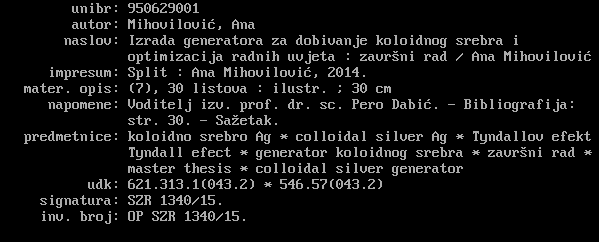 unibr: 950629001
autor: Mihovilović, Ana
naslov: Izrada generatora za dobivanje koloidnog srebra i
optimizacija radnih uvjeta : završni rad / Ana Mihovilović
impresum: Split : Ana Mihovilović, 2014.
mater. opis: (7), 30 listova : ilustr. ; 30 cm
napomene: Voditelj izv. prof. dr. sc. Pero Dabić. - Bibliografija:
str. 30. - Sažetak.
predmetnice: koloidno srebro Ag * colloidal silver Ag * Tyndallov efekt
Tyndall efect * generator koloidnog srebra * završni rad *
master thesis * colloidal silver generator
udk: 621.313.1(043.2) * 546.57(043.2)
signatura: SZR 1340/15.
inv. broj: OP SZR 1340/15.